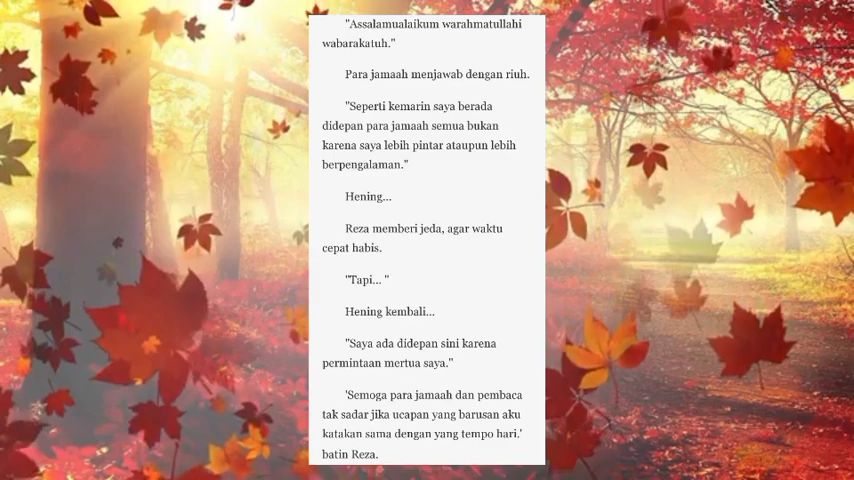 "Assalamualaikum warahmatullahi
wabarakatuh."
Para jamaah menjawab dengan riuh.
"Seperti kemarin saya berada
didepan para jamaah semua bukan
karena saya lebih pintar ataupun lebih
berpengalaman."
Hening...
Reza memberi jeda, agar waktu
cepat habis.
"Tapi... "
Hening kembali...
"Saya ada didepan sini karena
permintaan mertua saya."
'Semoga para jamaah dan pembaca
tak sadar jika ucapan yang barusan aku
katakan sama dengan yang tempo hari.'
batin Reza.